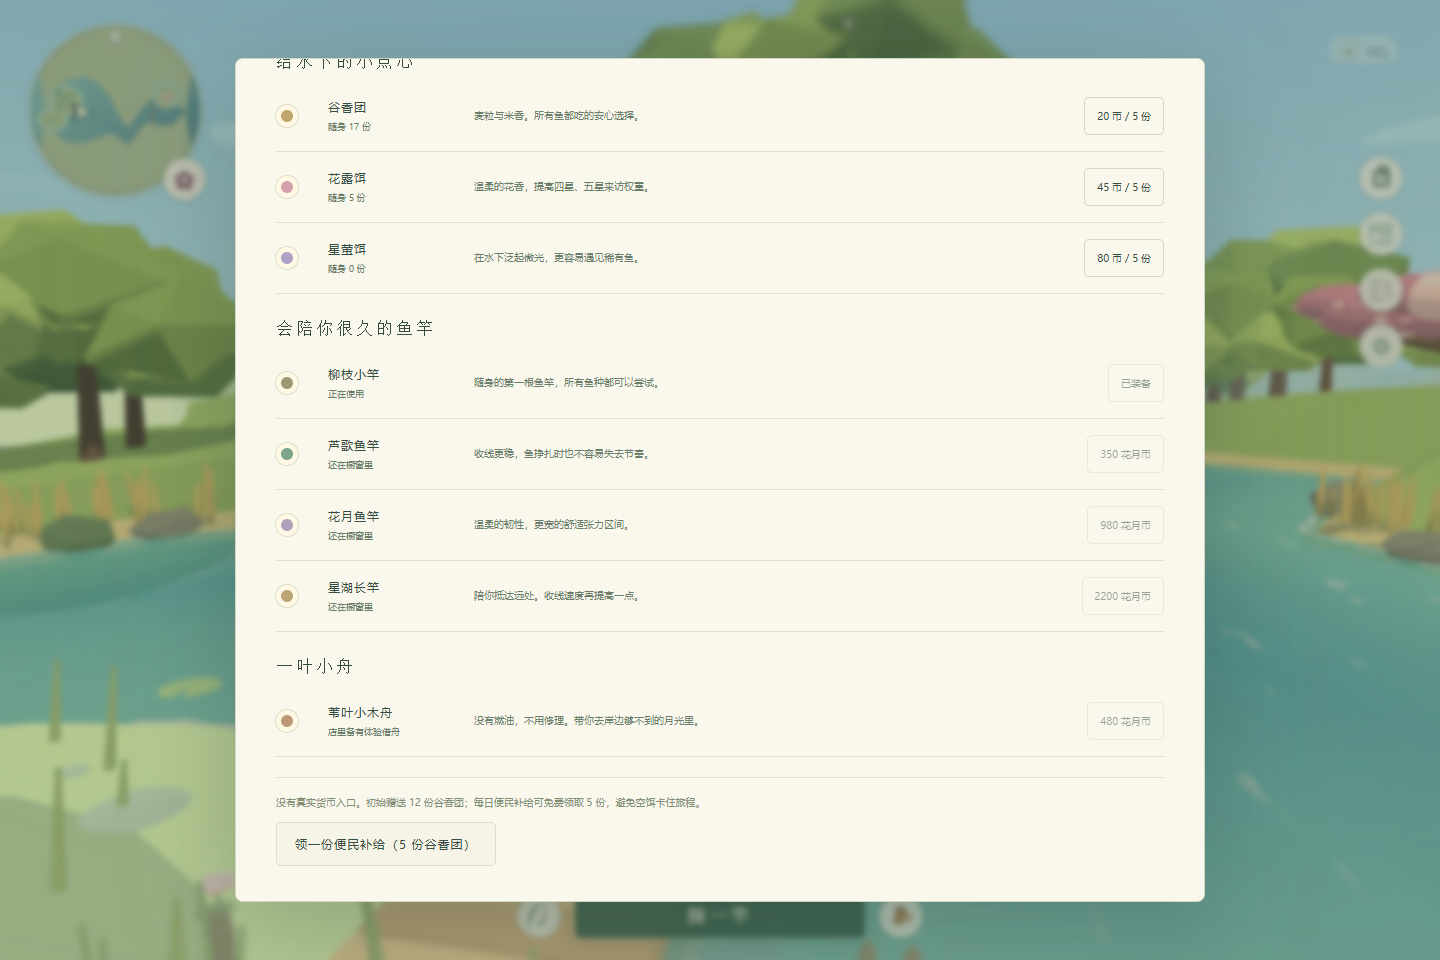 给水下的小点心
谷香团
随身 17 份
麦粒与米香。所有鱼都吃的安心选择。
20 币 / 5 份
花露饵
随身 5 份
温柔的花香，提高四星、五星来访权重。
45 币 / 5 份
星萤饵
随身 0 份
在水下泛起微光，更容易遇见稀有鱼。
80 币 / 5 份
会陪你很久的鱼竿
柳枝小竿
正在使用
随身的第一根鱼竿，所有鱼种都可以尝试。
已装备
芦歌鱼竿
还在橱窗里
收线更稳，鱼挣扎时也不容易失去节奏。
350 花月币
花月鱼竿
还在橱窗里
温柔的韧性，更宽的舒适张力区间。
980 花月币
星湖长竿
还在橱窗里
陪你抵达远处。收线速度再提高一点。
2200 花月币
一叶小舟
苇叶小木舟
店里备有体验借舟
没有燃油，不用修理。带你去岸边够不到的月光里。
480 花月币
没有真实货币入口。初始赠送 12 份谷香团；每日便民补给可免费领取 5 份，避免空饵卡住旅程。
领一份便民补给（5 份谷香团）